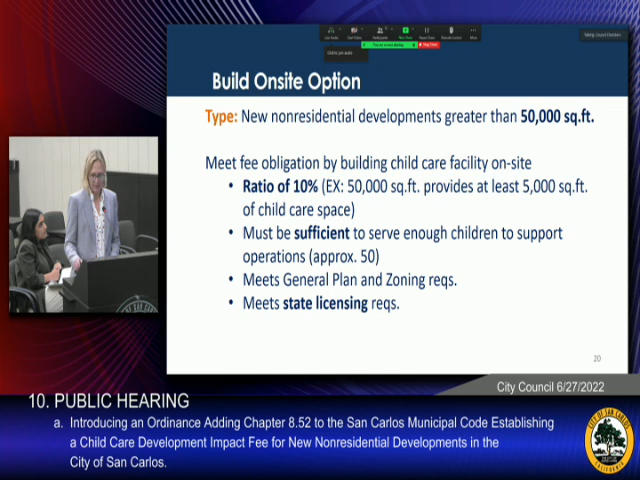 Build Onsite Option
Type: New nonresidential developments greater than 50,000 sq.ft.
Meet fee obligation by building child care facility on-site
• Ratio of 10% (EX: 50,000 sq.ft. provides at least 5,000 sq.ft.
of child care space)
• Must be sufficient to serve enough children to support
operations (approx. 50)
• Meets General Plan and Zoning reqs.
• Meets state licensing reqs.
20
City Council 6/27/2022
10. PUBLIC HEARING
a. Introducing an Ordinance Adding Chapter 8.52 to the San Carlos Municipal Code Establishing
a Child Care Development Impact Fee for New Nonresidential Developments in the
City of San Carlos.
CITY OF SAN CARLOS
CALIFORNIA